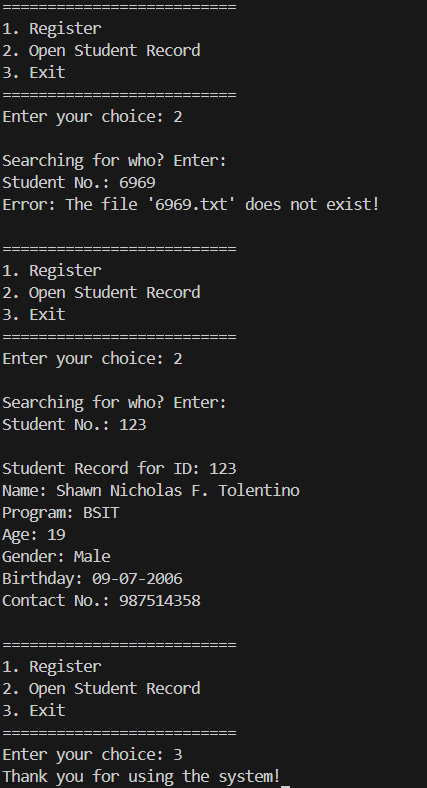 ==========================
1. Register
2. Open Student Record
3. Exit
==========================
Enter your choice: 2
Searching for who? Enter:
Student No.: 6969
Error: The file '6969.txt' does not exist!
==========================
1. Register
2. Open Student Record
3. Exit
==========================
Enter your choice: 2
Searching for who? Enter:
Student No.: 123
Student Record for ID: 123
Name: Shawn Nicholas F. Tolentino
Program: BSIT
Age: 19
Gender: Male
Birthday: 09-07-2006
Contact No.: 987514358
==========================
1. Register
2. Open Student Record
3. Exit
==========================
Enter your choice: 3
Thank you for using the system!